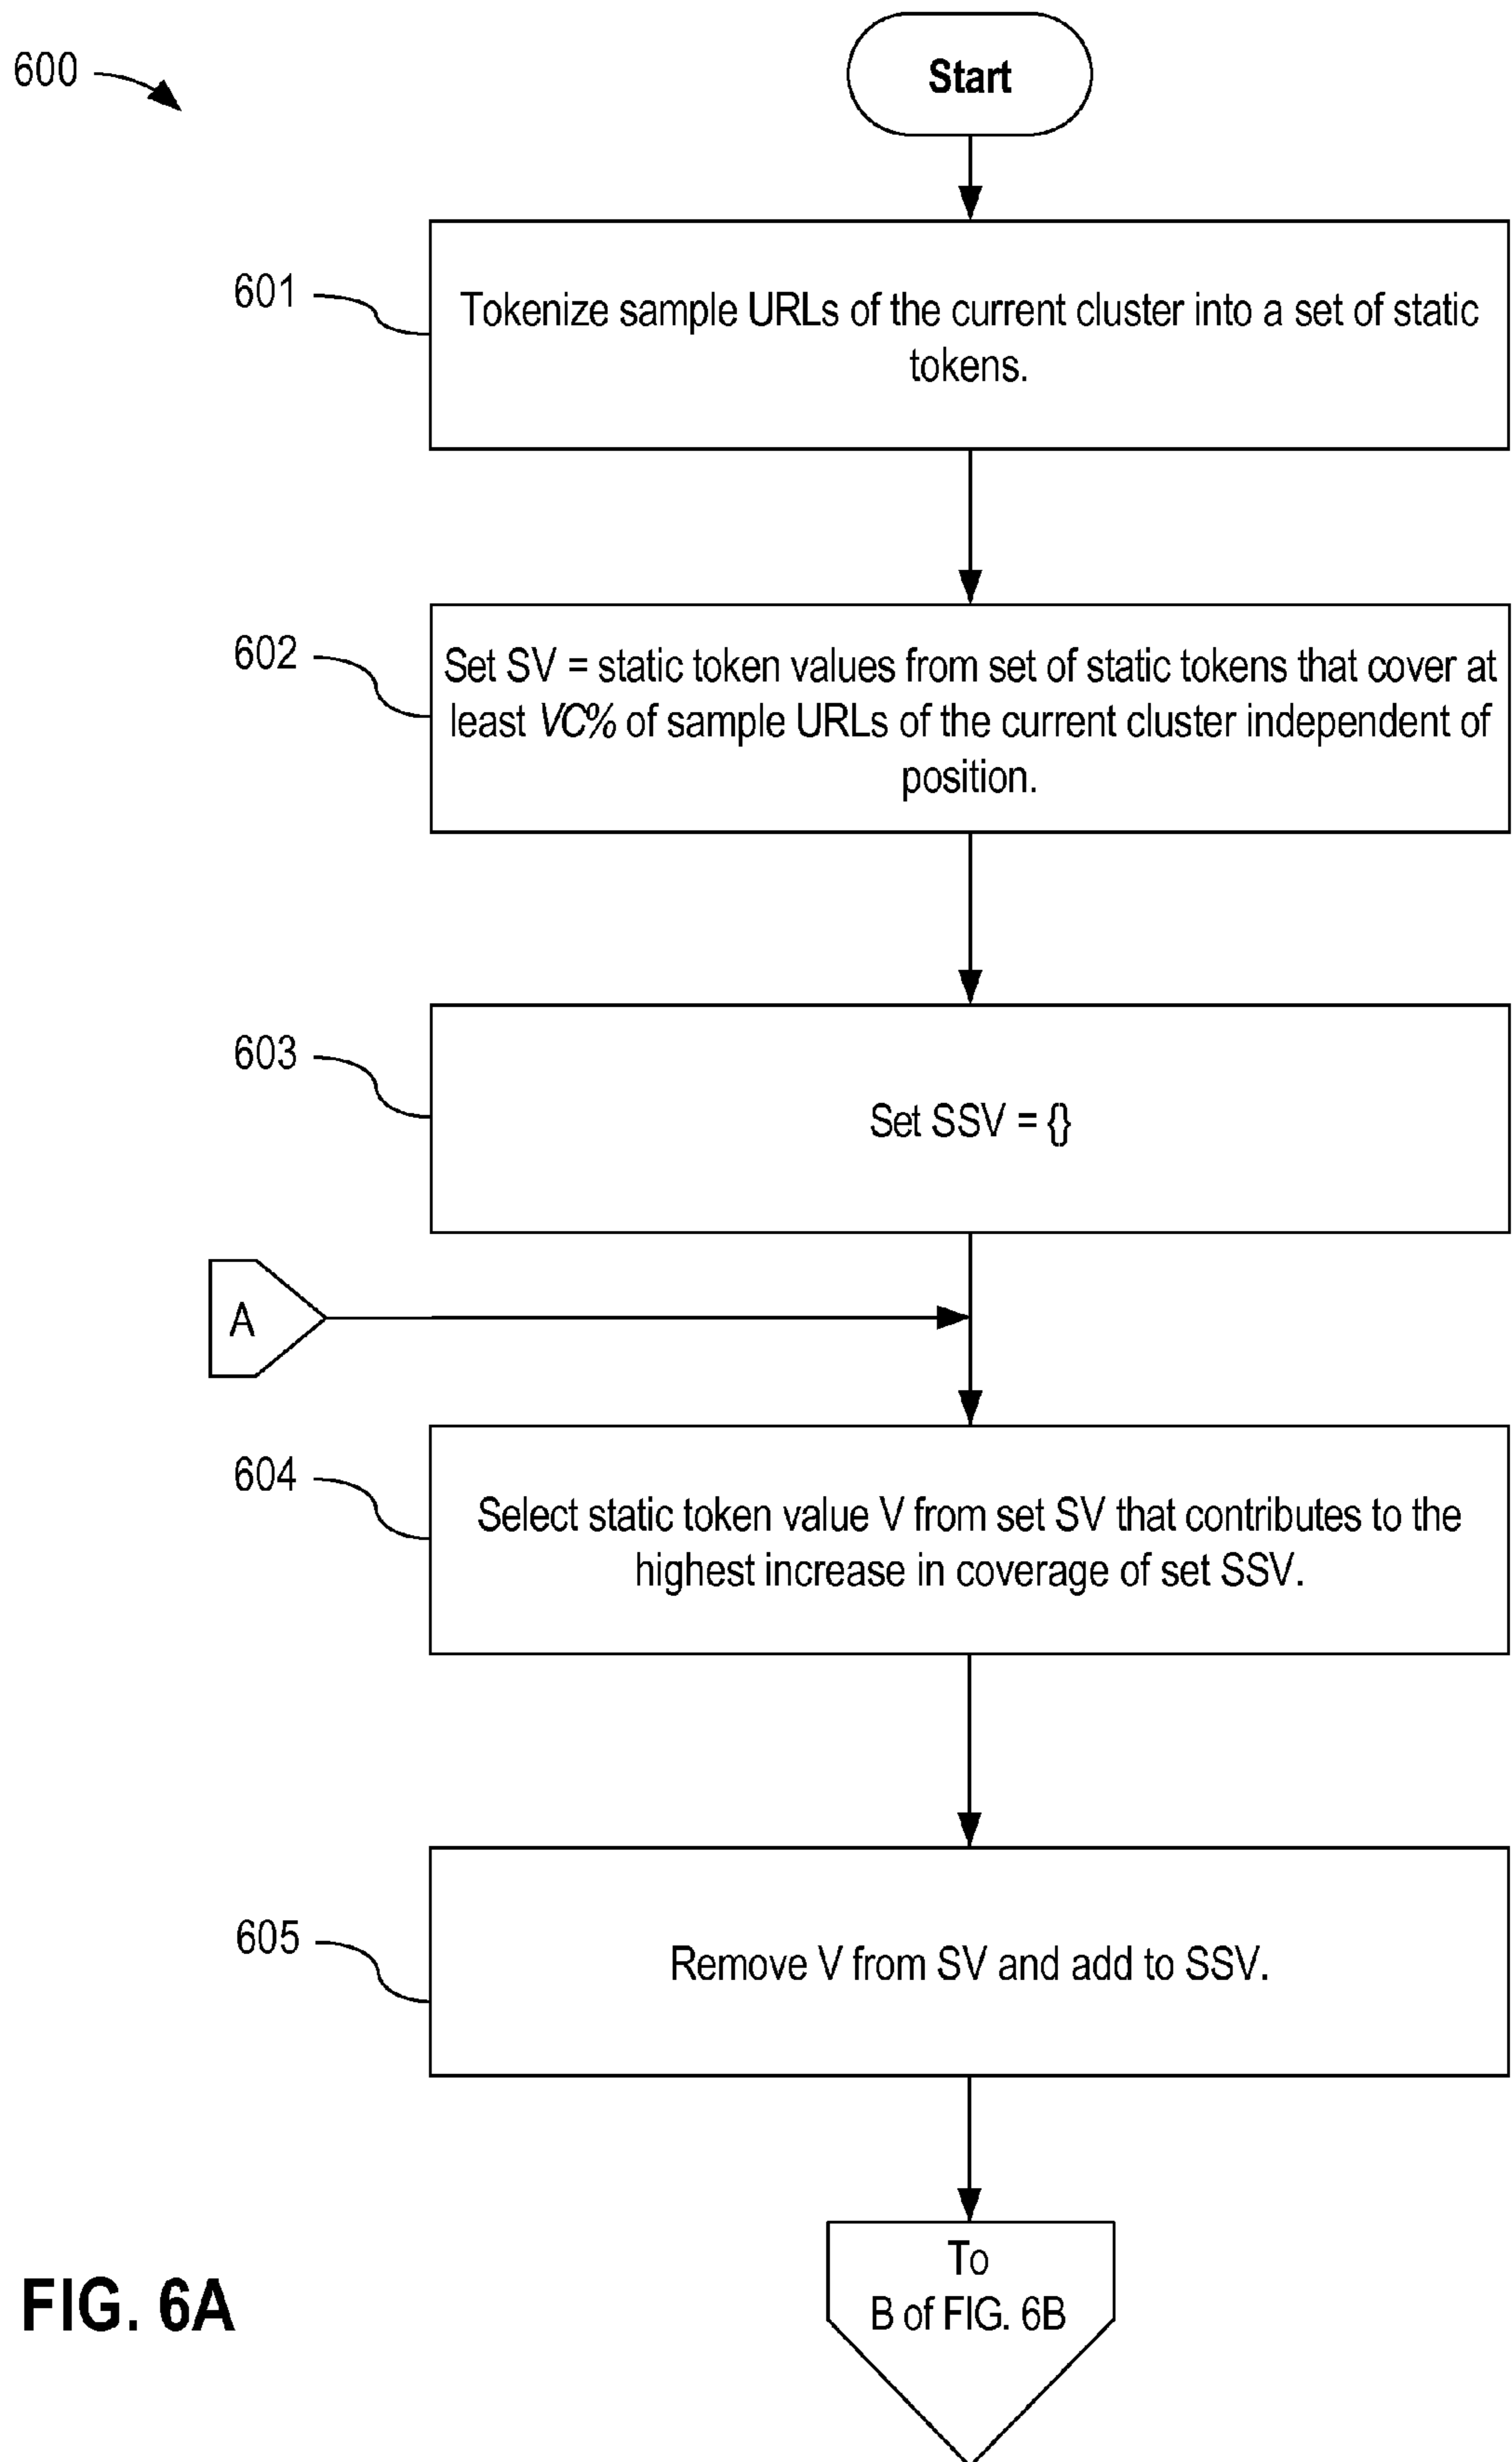 600
Start
601
Tokenize sample URLs of the current cluster into a set of static
tokens.
602
Set SV = static token values from set of static tokens that cover at
least VC% of sample URLs of the current cluster independent of
position.
603
Set SSV = {}
A
604
Select static token value V from set SV that contributes to the
highest increase in coverage of set SSV.
605
Remove V from SV and add to SSV.
To
B of FIG. 6B
FIG. 6A